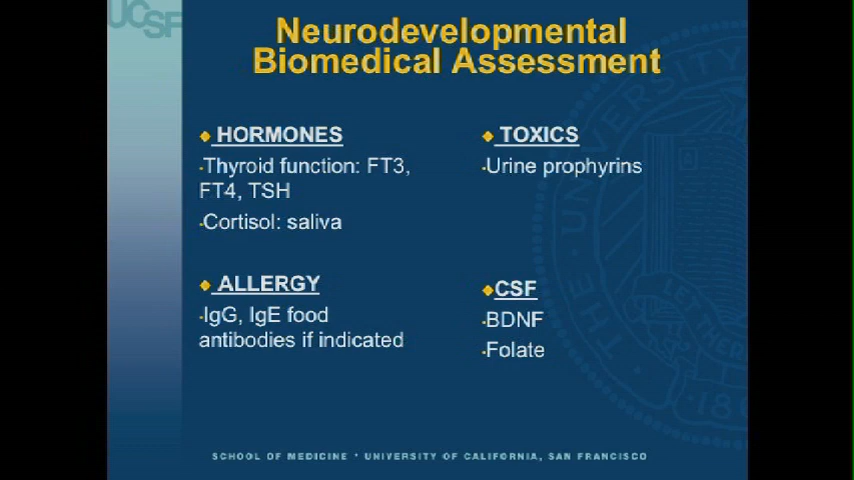 UCSF
Neurodevelopmental
Biomedical Assessment
HORMONES
Thyroid function: FT3,
FT4, TSH
Cortisol: saliva
ALLERGY
IgG, IgE food
antibodies if indicated
TOXICS
Urine prophyrins
CSF
BDNF
Folate
SCHOOL OF MEDICINE * UNIVERSITY OF CALIFORNIA, SAN FRANCISCO